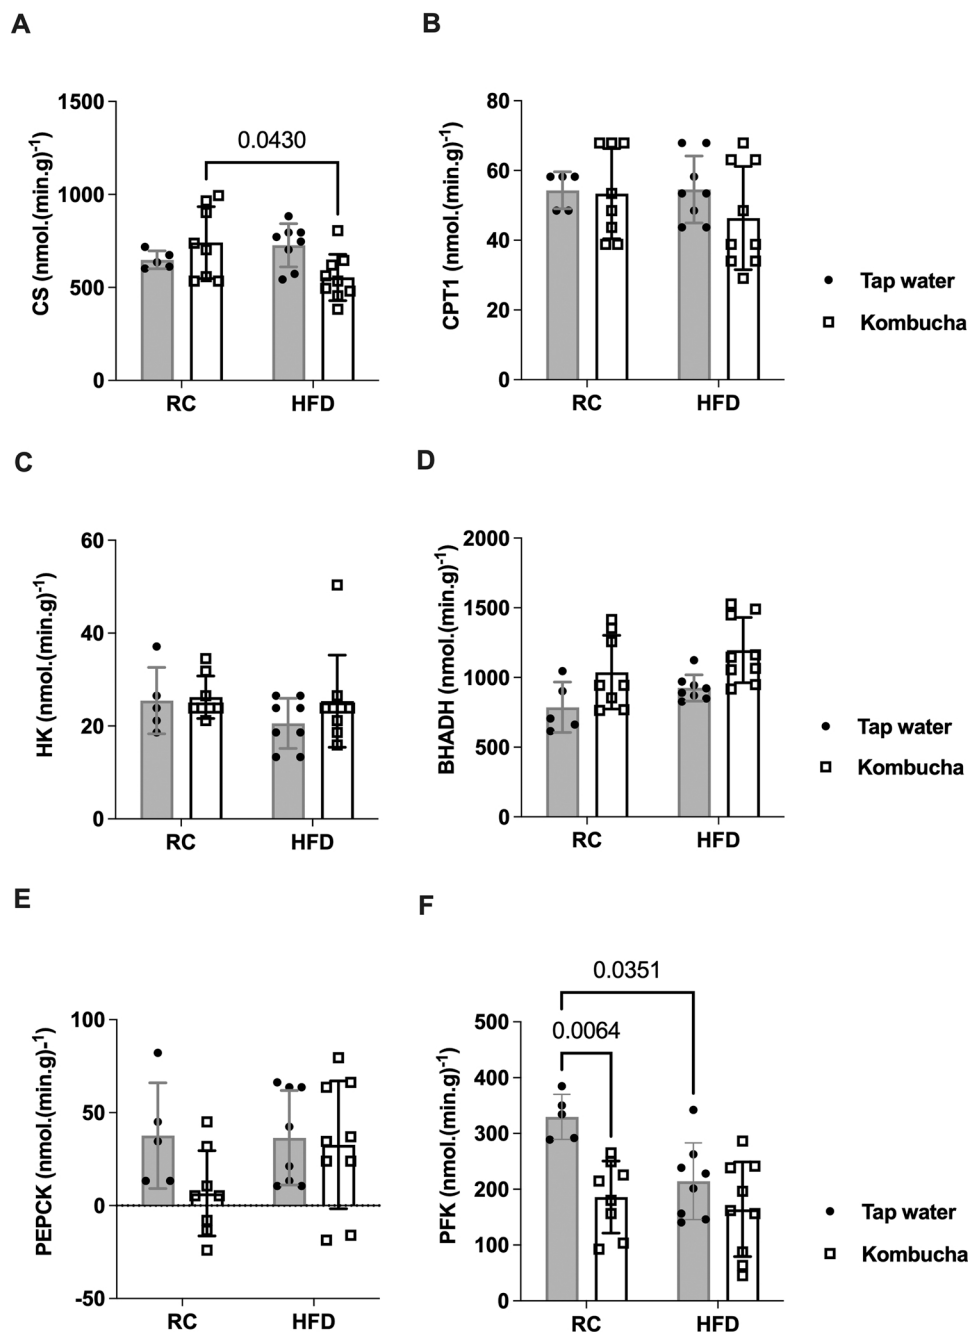 A
B
CS (nmol.(min.g)-1)
1500
1000
500
0
0.0430
RC
HFD
CPT1 (nmol.(min.g)-1)
80
60
40
20
0
RC
HFD
Tap water
Kombucha
C
D
HK (nmol.(min.g)-1)
60
40
20
0
RC
HFD
BHADH (nmol.(min.g)-1)
2000
1500
1000
500
0
RC
HFD
Tap water
Kombucha
E
F
PEPCK (nmol.(min.g)-1)
100
50
0
-50
RC
HFD
PFK (nmol.(min.g)-1)
500
400
300
200
100
0
0.0351
0.0064
RC
HFD
Tap water
Kombucha